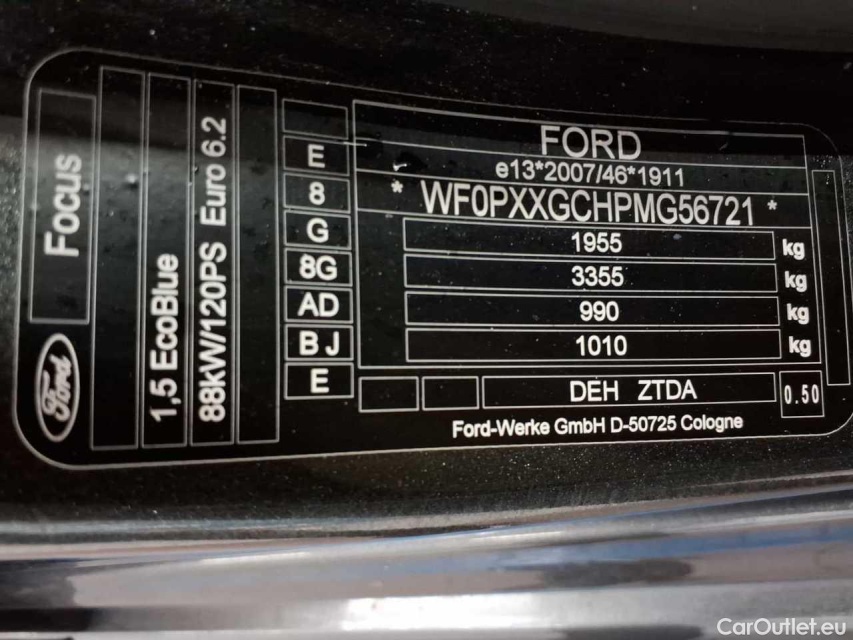 Focus
Ford
1,5 EcoBlue
88kW/120PS Euro 6.2
E
8
G
8G
AD
B J
E
FORD
e13*2007/46*1911
* WF0PXXGCHPMG56721 *
1955 kg
3355 kg
990 kg
1010 kg
DEH ZTDA
0.50
Ford-Werke GmbH D-50725 Cologne
CarOutlet.eu